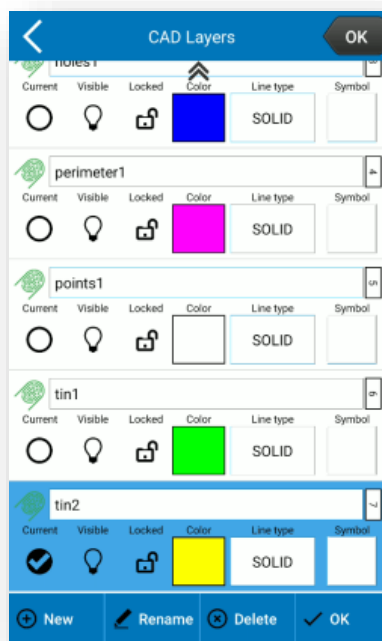 CAD Layers
OK
holes1
3
Current Visible Locked Color Line type Symbol
SOLID
perimeter1
4
Current Visible Locked Color Line type Symbol
SOLID
points1
5
Current Visible Locked Color Line type Symbol
SOLID
tin1
6
Current Visible Locked Color Line type Symbol
SOLID
tin2
7
Current Visible Locked Color Line type Symbol
SOLID
New Rename Delete OK